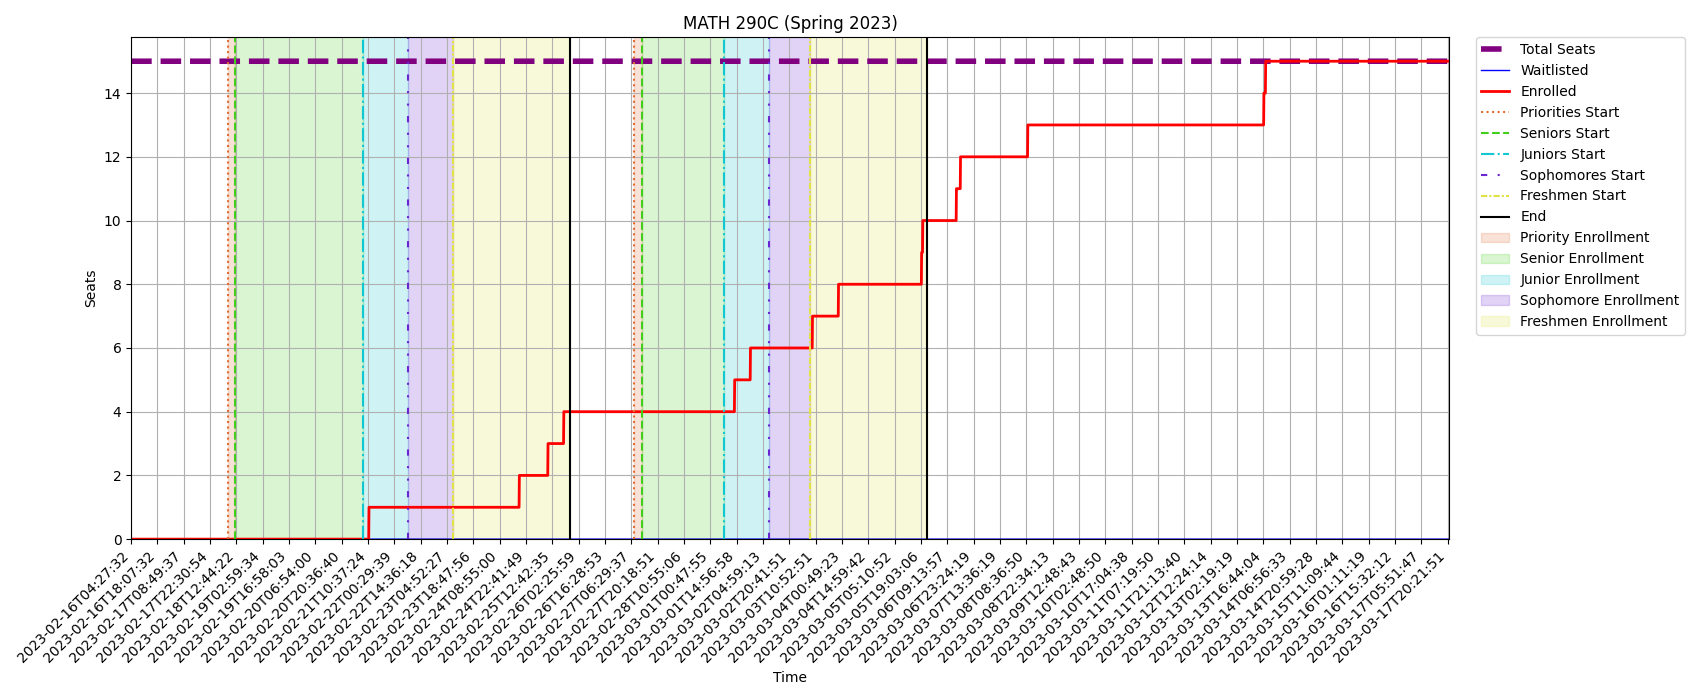 MATH 290C (Spring 2023)
Total Seats
Waitlisted
Enrolled
Priorities Start
Seniors Start
Juniors Start
Sophomores Start
Freshmen Start
End
Priority Enrollment
Senior Enrollment
Junior Enrollment
Sophomore Enrollment
Freshmen Enrollment
Seats
14
12
10
8
6
4
2
0
2023-02-16T04:27:32
2023-02-16T18:07:32
2023-02-17T08:49:37
2023-02-17T22:30:54
2023-02-18T12:44:22
2023-02-19T02:59:34
2023-02-19T16:58:03
2023-02-20T06:54:00
2023-02-20T20:36:40
2023-02-21T10:37:24
2023-02-22T00:29:39
2023-02-22T14:36:18
2023-02-23T04:52:27
2023-02-23T18:47:56
2023-02-24T08:55:00
2023-02-24T22:41:49
2023-02-25T12:42:35
2023-02-26T02:25:59
2023-02-26T16:28:53
2023-02-27T06:29:37
2023-02-27T20:18:51
2023-02-28T10:55:06
2023-03-01T00:47:55
2023-03-01T14:56:58
2023-03-02T04:59:13
2023-03-02T20:41:51
2023-03-03T10:52:51
2023-03-04T00:49:23
2023-03-04T14:59:42
2023-03-05T05:10:52
2023-03-05T19:03:06
2023-03-06T09:13:57
2023-03-06T23:24:19
2023-03-07T13:36:19
2023-03-08T08:36:50
2023-03-08T22:34:13
2023-03-09T12:48:43
2023-03-10T02:48:50
2023-03-10T17:04:38
2023-03-11T07:19:50
2023-03-11T21:13:40
2023-03-12T12:24:14
2023-03-13T02:19:19
2023-03-13T16:44:04
2023-03-14T06:56:33
2023-03-14T20:59:28
2023-03-15T11:09:44
2023-03-16T01:11:19
2023-03-16T15:32:12
2023-03-17T05:51:47
2023-03-17T20:21:51
Time